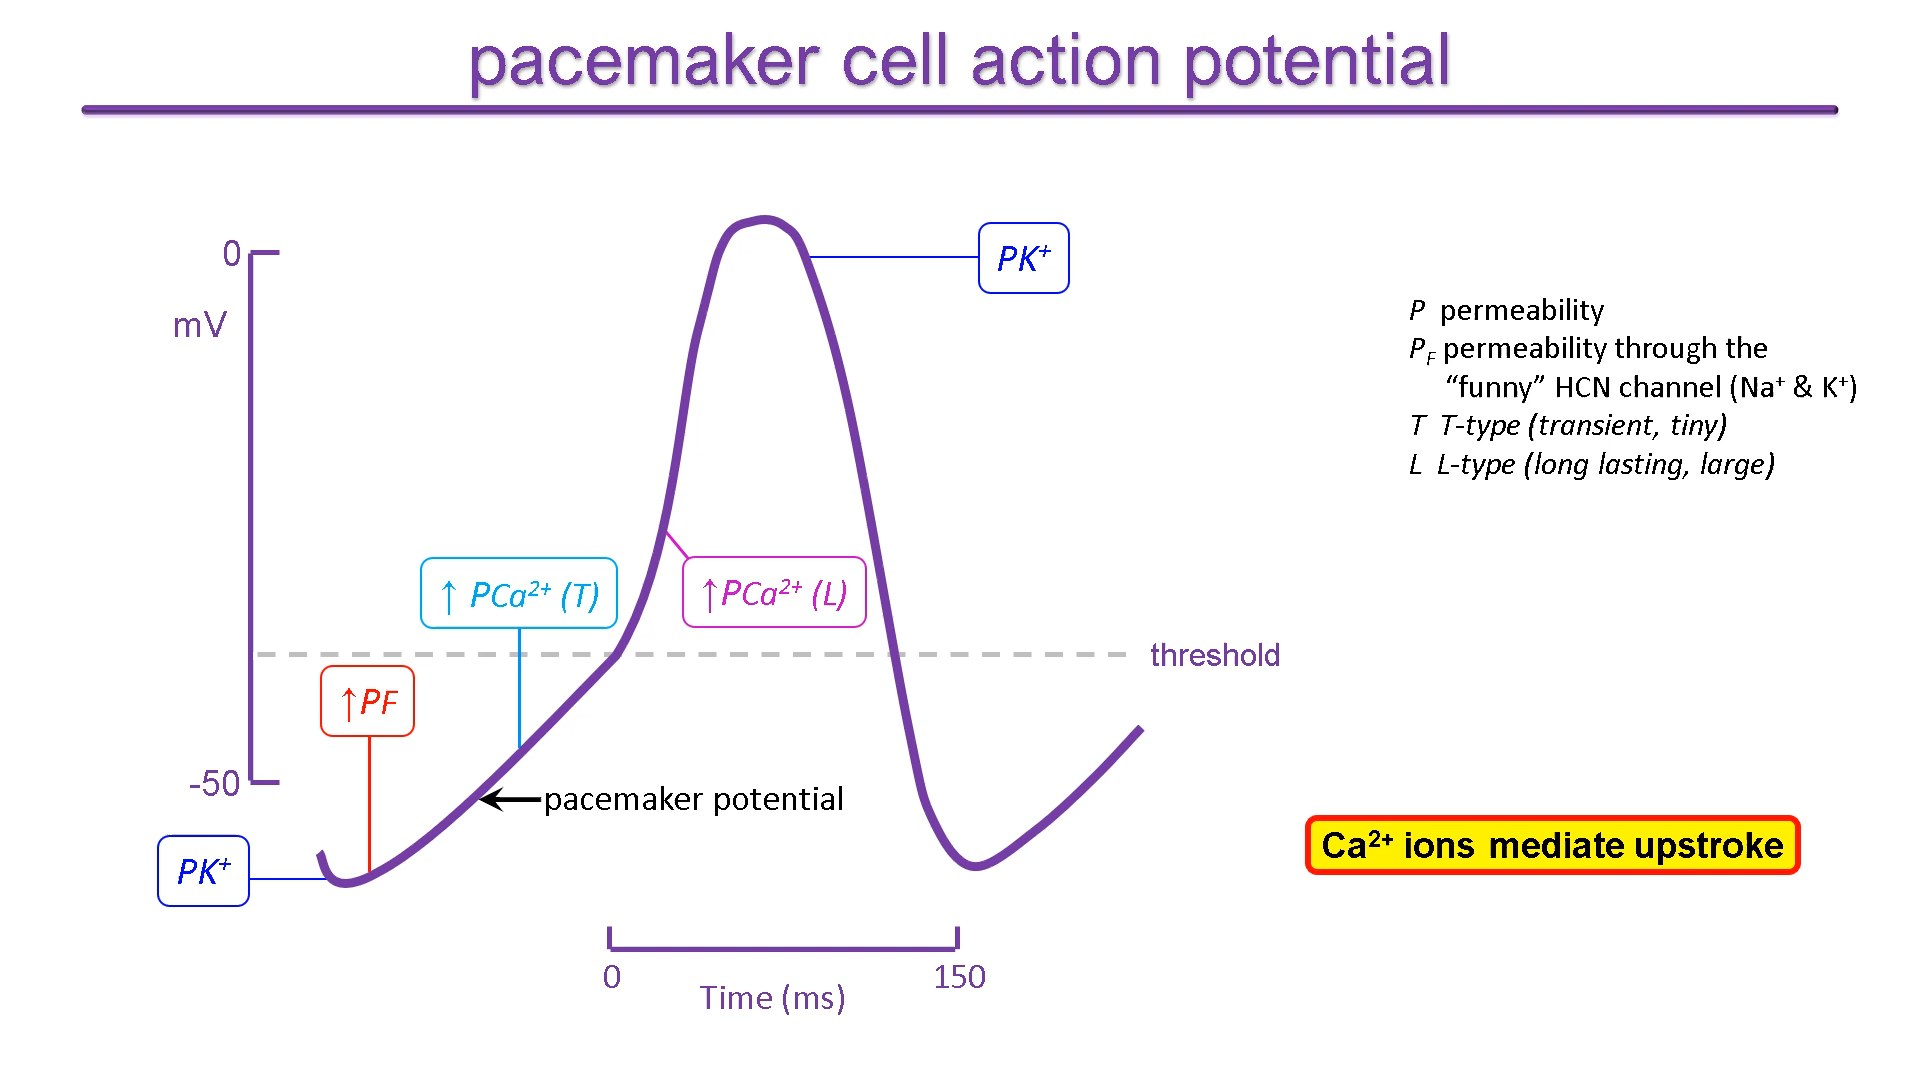 pacemaker cell action potential
0
mV
-50
PK⁺
P permeability
P_F permeability through the
“funny” HCN channel (Na⁺ & K⁺)
T T-type (transient, tiny)
L L-type (long lasting, large)
↑ PCa²⁺ (T)
↑PCa²⁺ (L)
threshold
↑PF
pacemaker potential
Ca²⁺ ions mediate upstroke
PK⁺
0
150
Time (ms)